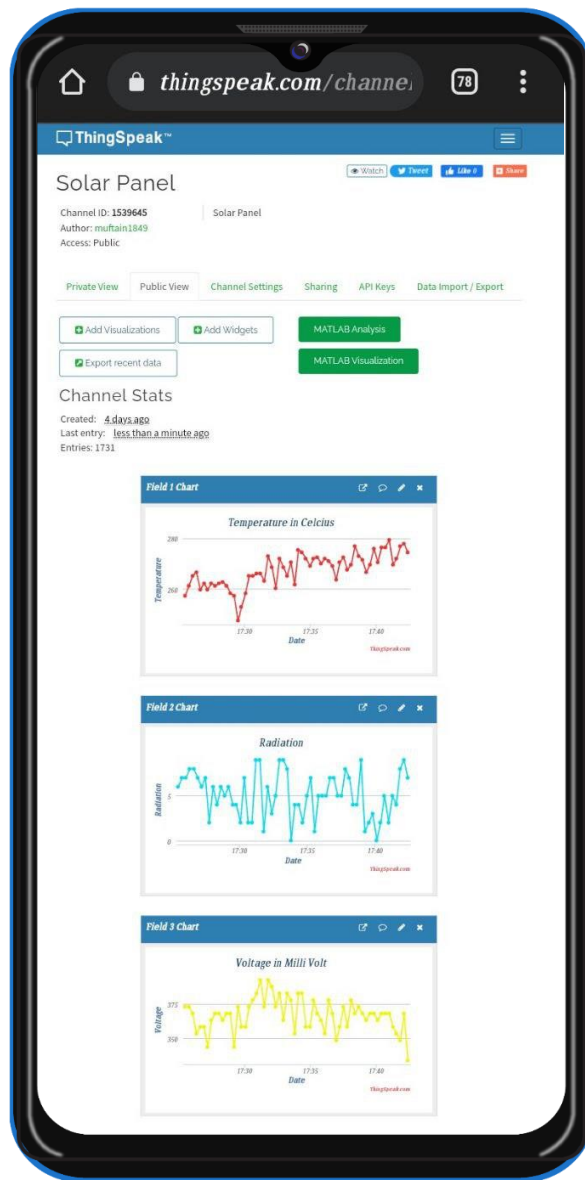 thingspeak.com/channel
78
ThingSpeak™
Watch Tweet Like 0 Share
Solar Panel
Channel ID: 1539645 Solar Panel
Author: muftain1849
Access: Public
Private View Public View Channel Settings Sharing API Keys Data Import / Export
Add Visualizations Add Widgets MATLAB Analysis
Export recent data MATLAB Visualization
Channel Stats
Created: 4 days ago
Last entry: less than a minute ago
Entries: 1731
Field 1 Chart
Temperature in Celcius
280
Temperature
260
17:30 17:35 17:40
Date
ThingSpeak.com
Field 2 Chart
Radiation
Radiation
5
0
17:30 17:35 17:40
Date
ThingSpeak.com
Field 3 Chart
Voltage in Milli Volt
375
Voltage
350
17:30 17:35 17:40
Date
ThingSpeak.com